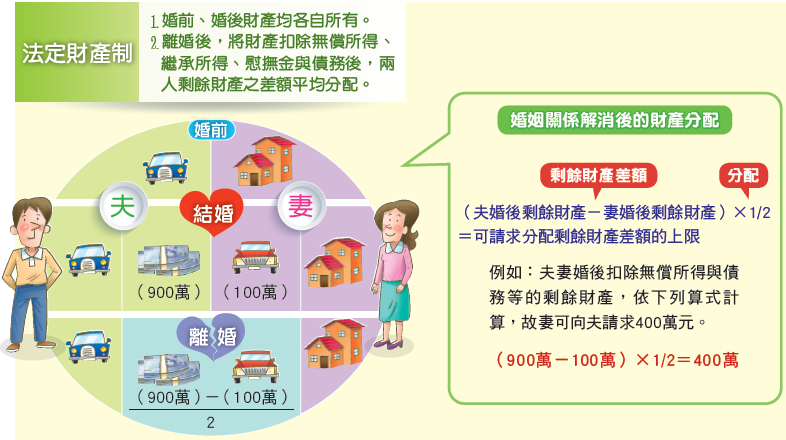 法定財產制
1.婚前、婚後財產均各自所有。
2.離婚後，將財產扣除無償所得、
繼承所得、慰撫金與債務後，兩
人剩餘財產之差額平均分配。
婚前
夫
結婚
妻
（900萬）
（100萬）
離婚
（900萬）－（100萬）
2
婚姻關係解消後的財產分配
剩餘財產差額
分配
（夫婚後剩餘財產－妻婚後剩餘財產）×1/2
＝可請求分配剩餘財產差額的上限
例如：夫妻婚後扣除無償所得與債
務等的剩餘財產，依下列算式計
算，故妻可向夫請求400萬元。
（900萬－100萬）×1/2＝400萬